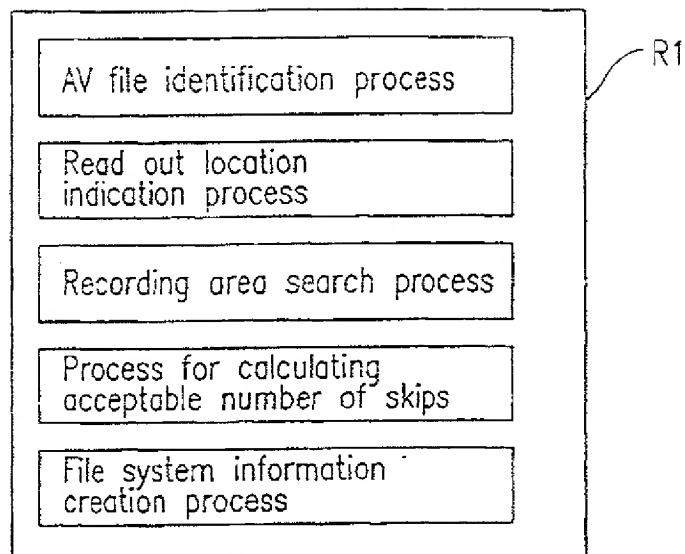 R1
AV file identification process
Read out location
indication process
Recording area search process
Process for calculating
acceptable number of skips
File system information
creation process